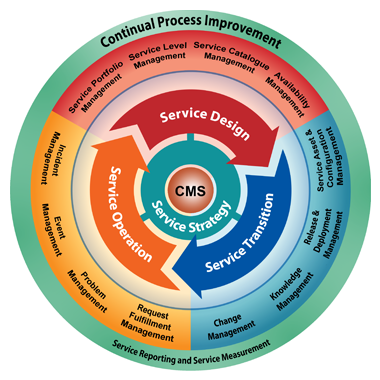 Continual Process Improvement
Service Portfolio
Management
Service Level
Management
Service Catalogue
Management
Availability
Management
Service Asset &
Configuration
Management
Release &
Deployment
Management
Knowledge
Management
Change
Management
Request
Fulfillment
Management
Problem
Management
Event
Management
Incident
Management
Service Design
Service Transition
Service Operation
Service Strategy
CMS
Service Reporting and Service Measurement